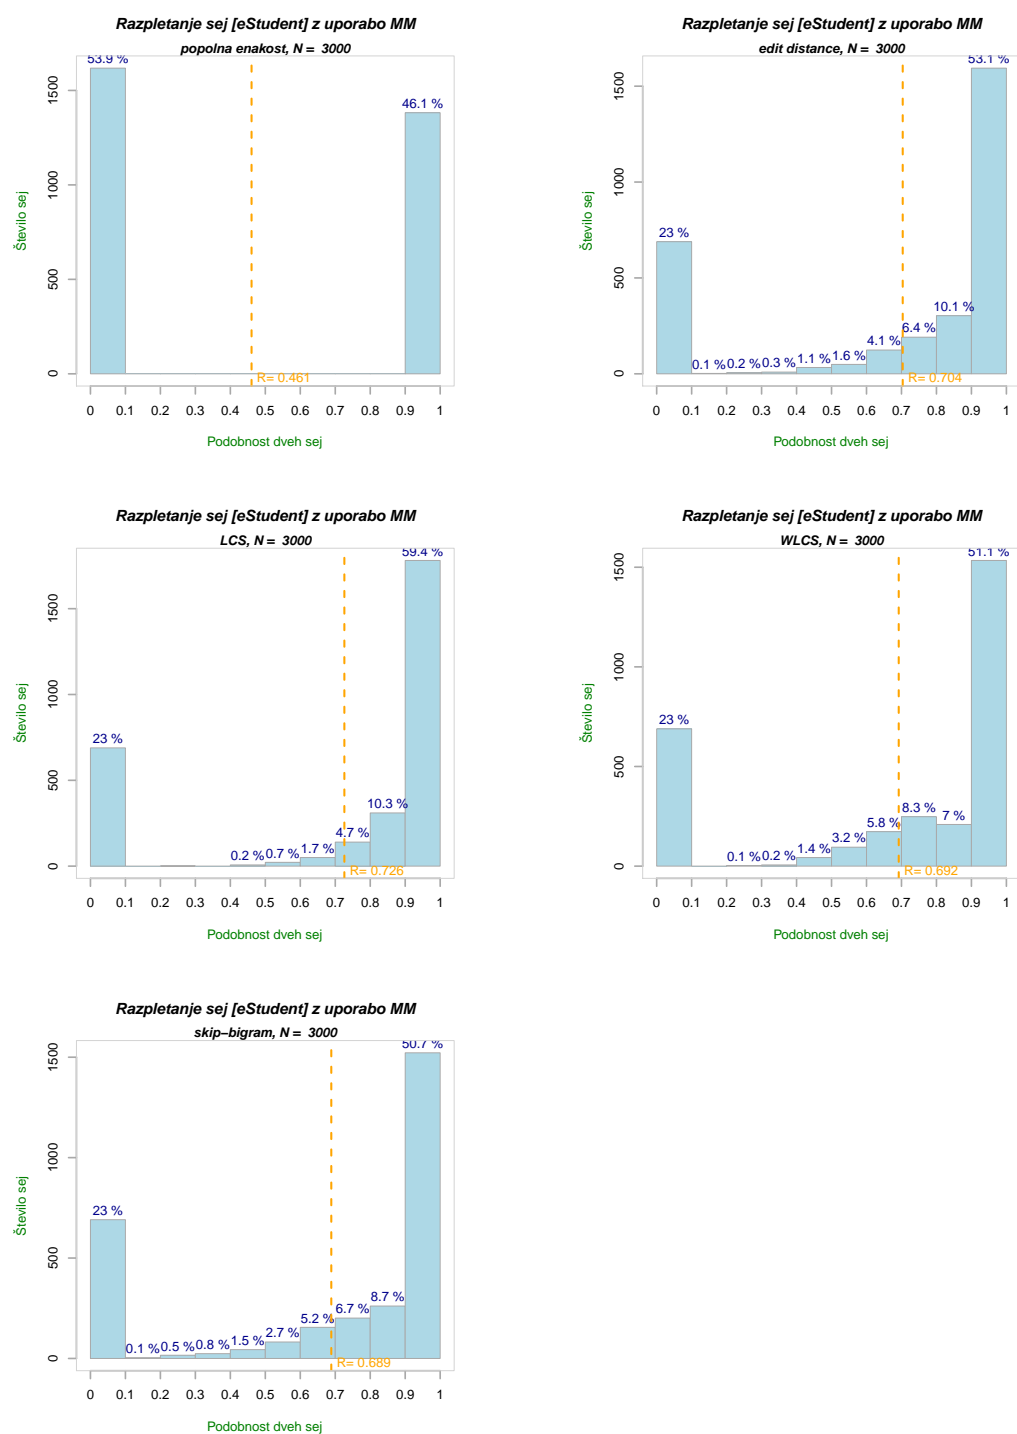 Razpletanje sej [eStudent] z uporabo MM
popolna enakost, N = 3000
53.9 %
46.1 %
1500
1000
500
0
Število sej
R= 0.461
0 0.1 0.2 0.3 0.4 0.5 0.6 0.7 0.8 0.9 1
Podobnost dveh sej
Razpletanje sej [eStudent] z uporabo MM
edit distance, N = 3000
53.1 %
23 %
0.1 % 0.2 % 0.3 % 1.1 % 1.6 % 4.1 % 6.4 % 10.1 %
1500
1000
500
0
Število sej
R= 0.704
0 0.1 0.2 0.3 0.4 0.5 0.6 0.7 0.8 0.9 1
Podobnost dveh sej
Razpletanje sej [eStudent] z uporabo MM
LCS, N = 3000
59.4 %
23 %
0.2 % 0.7 % 1.7 % 4.7 % 10.3 %
1500
1000
500
0
Število sej
R= 0.726
0 0.1 0.2 0.3 0.4 0.5 0.6 0.7 0.8 0.9 1
Podobnost dveh sej
Razpletanje sej [eStudent] z uporabo MM
WLCS, N = 3000
51.1 %
23 %
0.1 % 0.2 % 1.4 % 3.2 % 5.8 % 8.3 % 7 %
1500
1000
500
0
Število sej
R= 0.692
0 0.1 0.2 0.3 0.4 0.5 0.6 0.7 0.8 0.9 1
Podobnost dveh sej
Razpletanje sej [eStudent] z uporabo MM
skip−bigram, N = 3000
50.7 %
23 %
0.1 % 0.5 % 0.8 % 1.5 % 2.7 % 5.2 % 6.7 % 8.7 %
1500
1000
500
0
Število sej
R= 0.689
0 0.1 0.2 0.3 0.4 0.5 0.6 0.7 0.8 0.9 1
Podobnost dveh sej